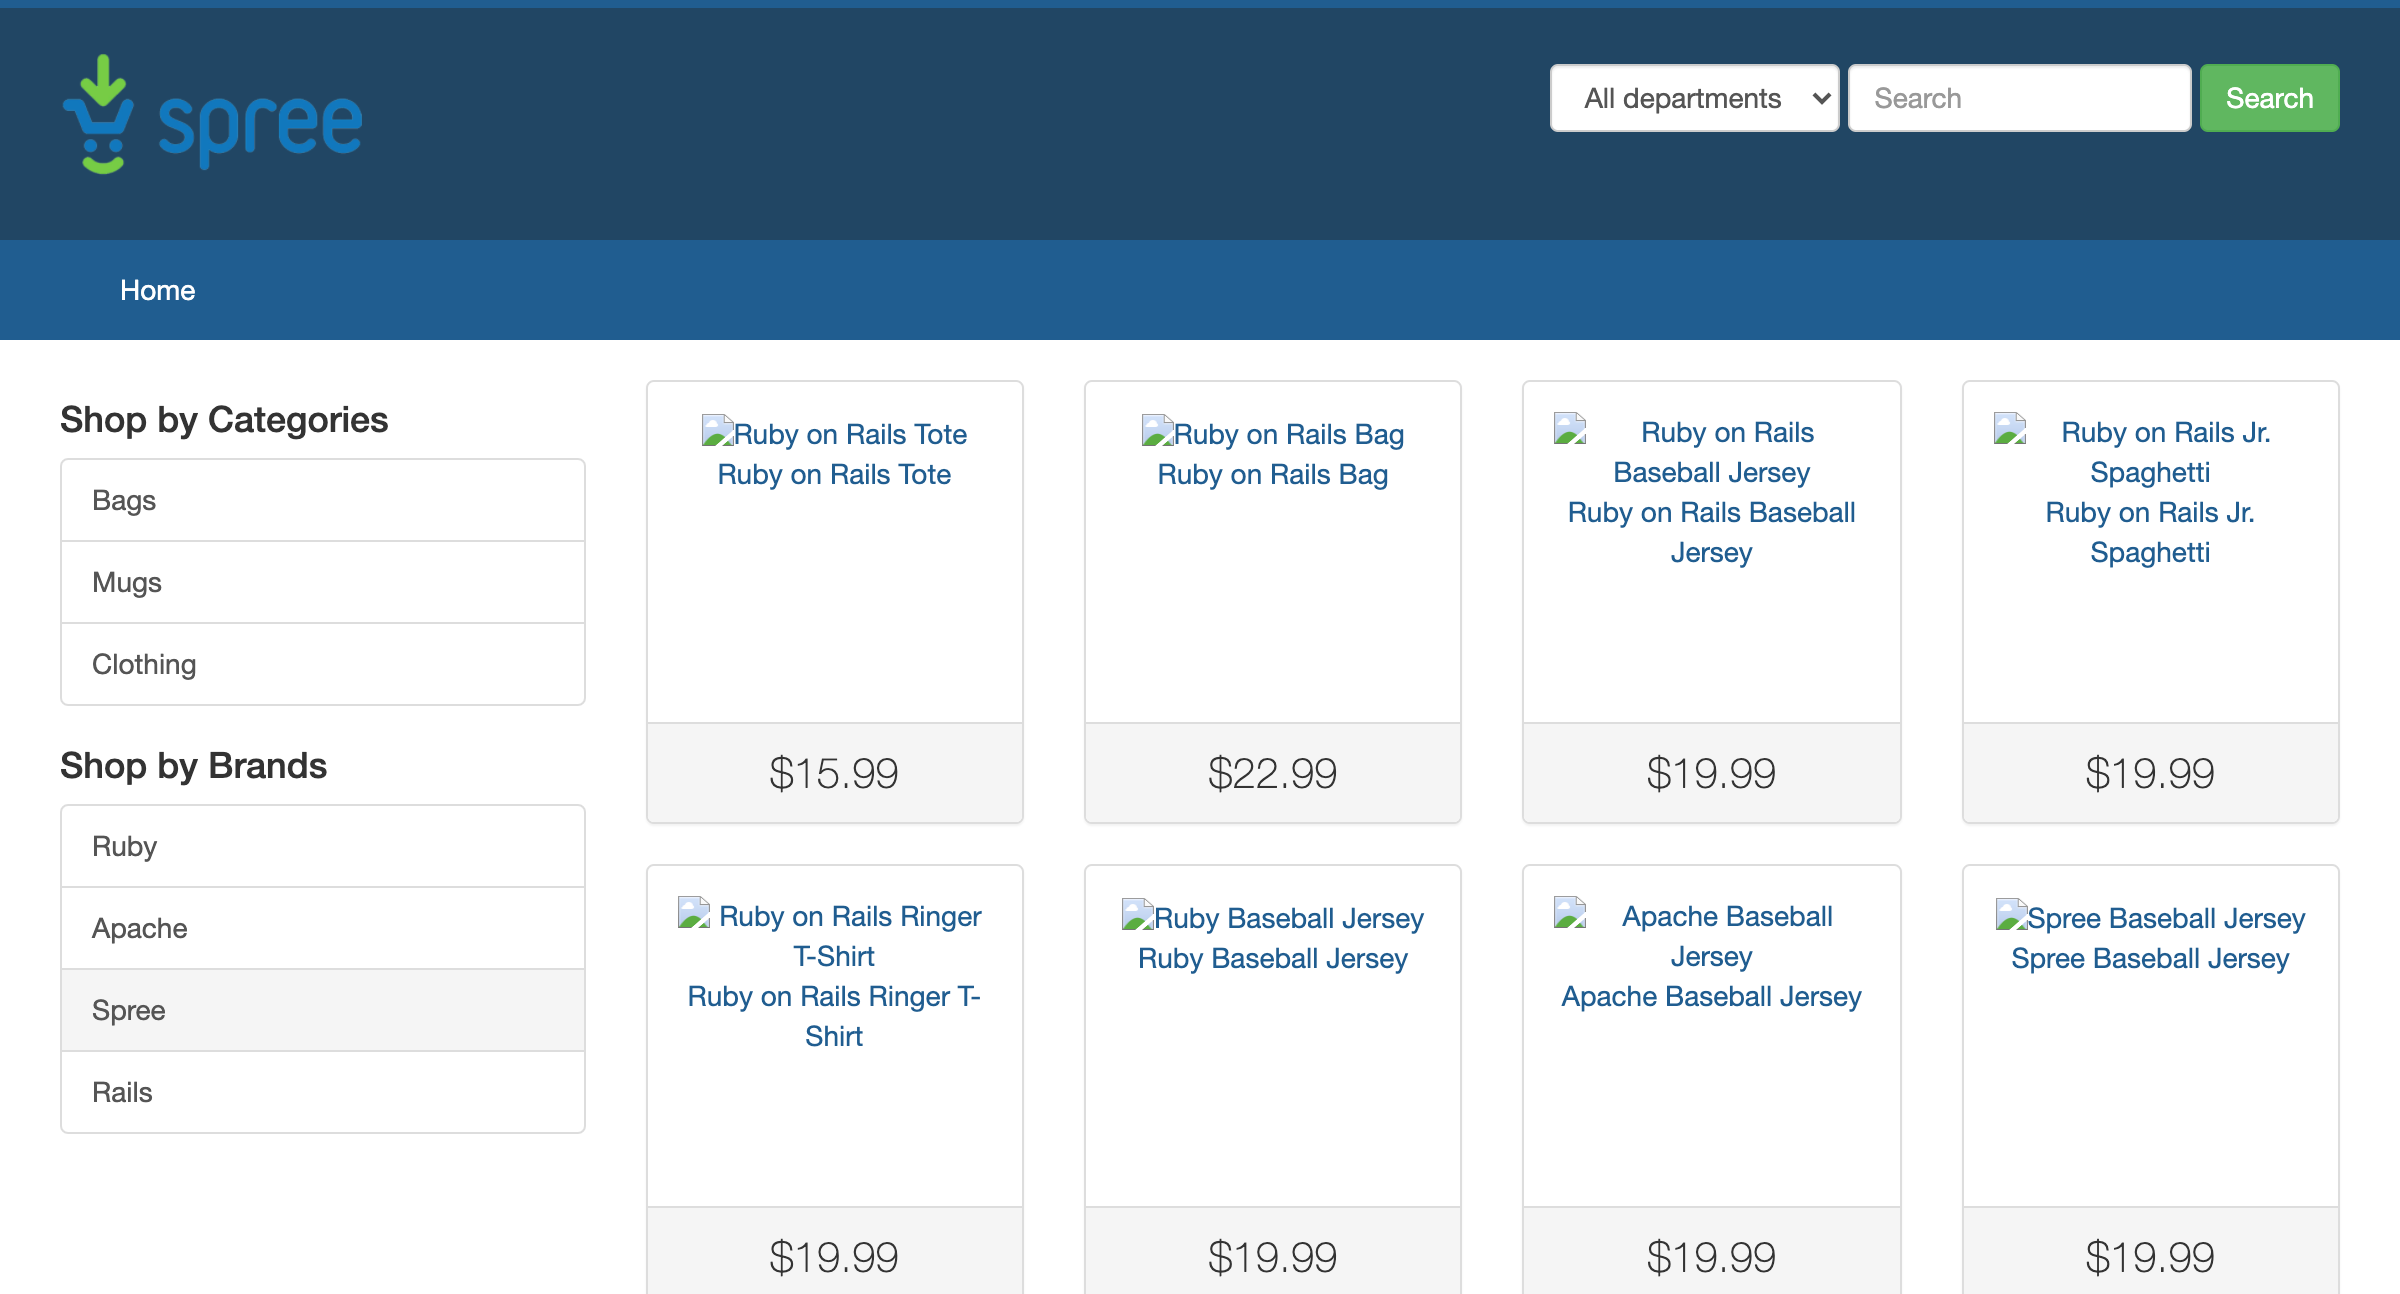 spree
All departments
Search
Search
Home
Shop by Categories
Bags
Mugs
Clothing
Shop by Brands
Ruby
Apache
Spree
Rails
Ruby on Rails Tote
Ruby on Rails Tote
$15.99
Ruby on Rails Bag
Ruby on Rails Bag
$22.99
Ruby on Rails
Baseball Jersey
Ruby on Rails Baseball
Jersey
$19.99
Ruby on Rails Jr.
Spaghetti
Ruby on Rails Jr.
Spaghetti
$19.99
Ruby on Rails Ringer
T-Shirt
Ruby on Rails Ringer T-
Shirt
$19.99
Ruby Baseball Jersey
Ruby Baseball Jersey
$19.99
Apache Baseball
Jersey
Apache Baseball Jersey
$19.99
Spree Baseball Jersey
Spree Baseball Jersey
$19.99